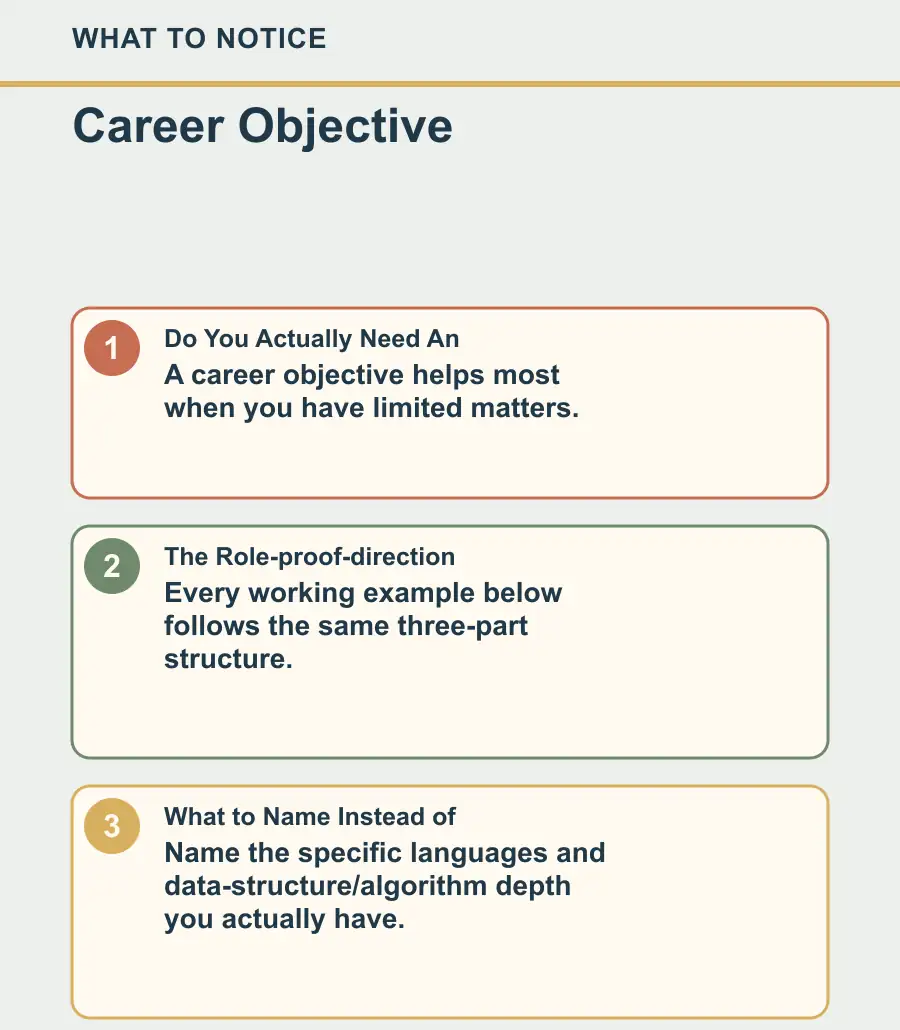 WHAT TO NOTICE
Career Objective
1
Do You Actually Need An
A career objective helps most
when you have limited matters.
2
The Role-proof-direction
Every working example below
follows the same three-part
structure.
3
What to Name Instead of
Name the specific languages and
data-structure/algorithm depth
you actually have.